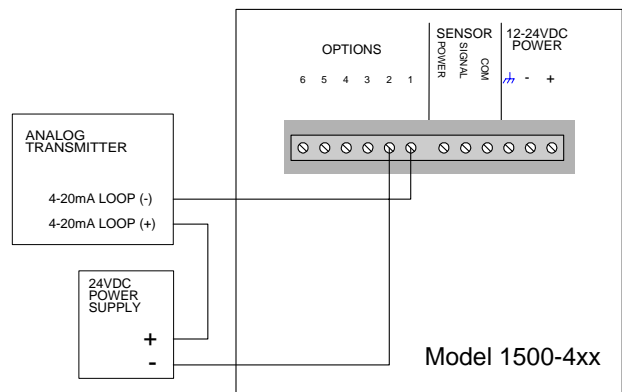 OPTIONS
6 5 4 3 2 1
SENSOR
POWER
SIGNAL
COM
12-24VDC
POWER
- +
ANALOG
TRANSMITTER
4-20mA LOOP (-)
4-20mA LOOP (+)
24VDC
POWER
SUPPLY
+
-
Model 1500-4xx